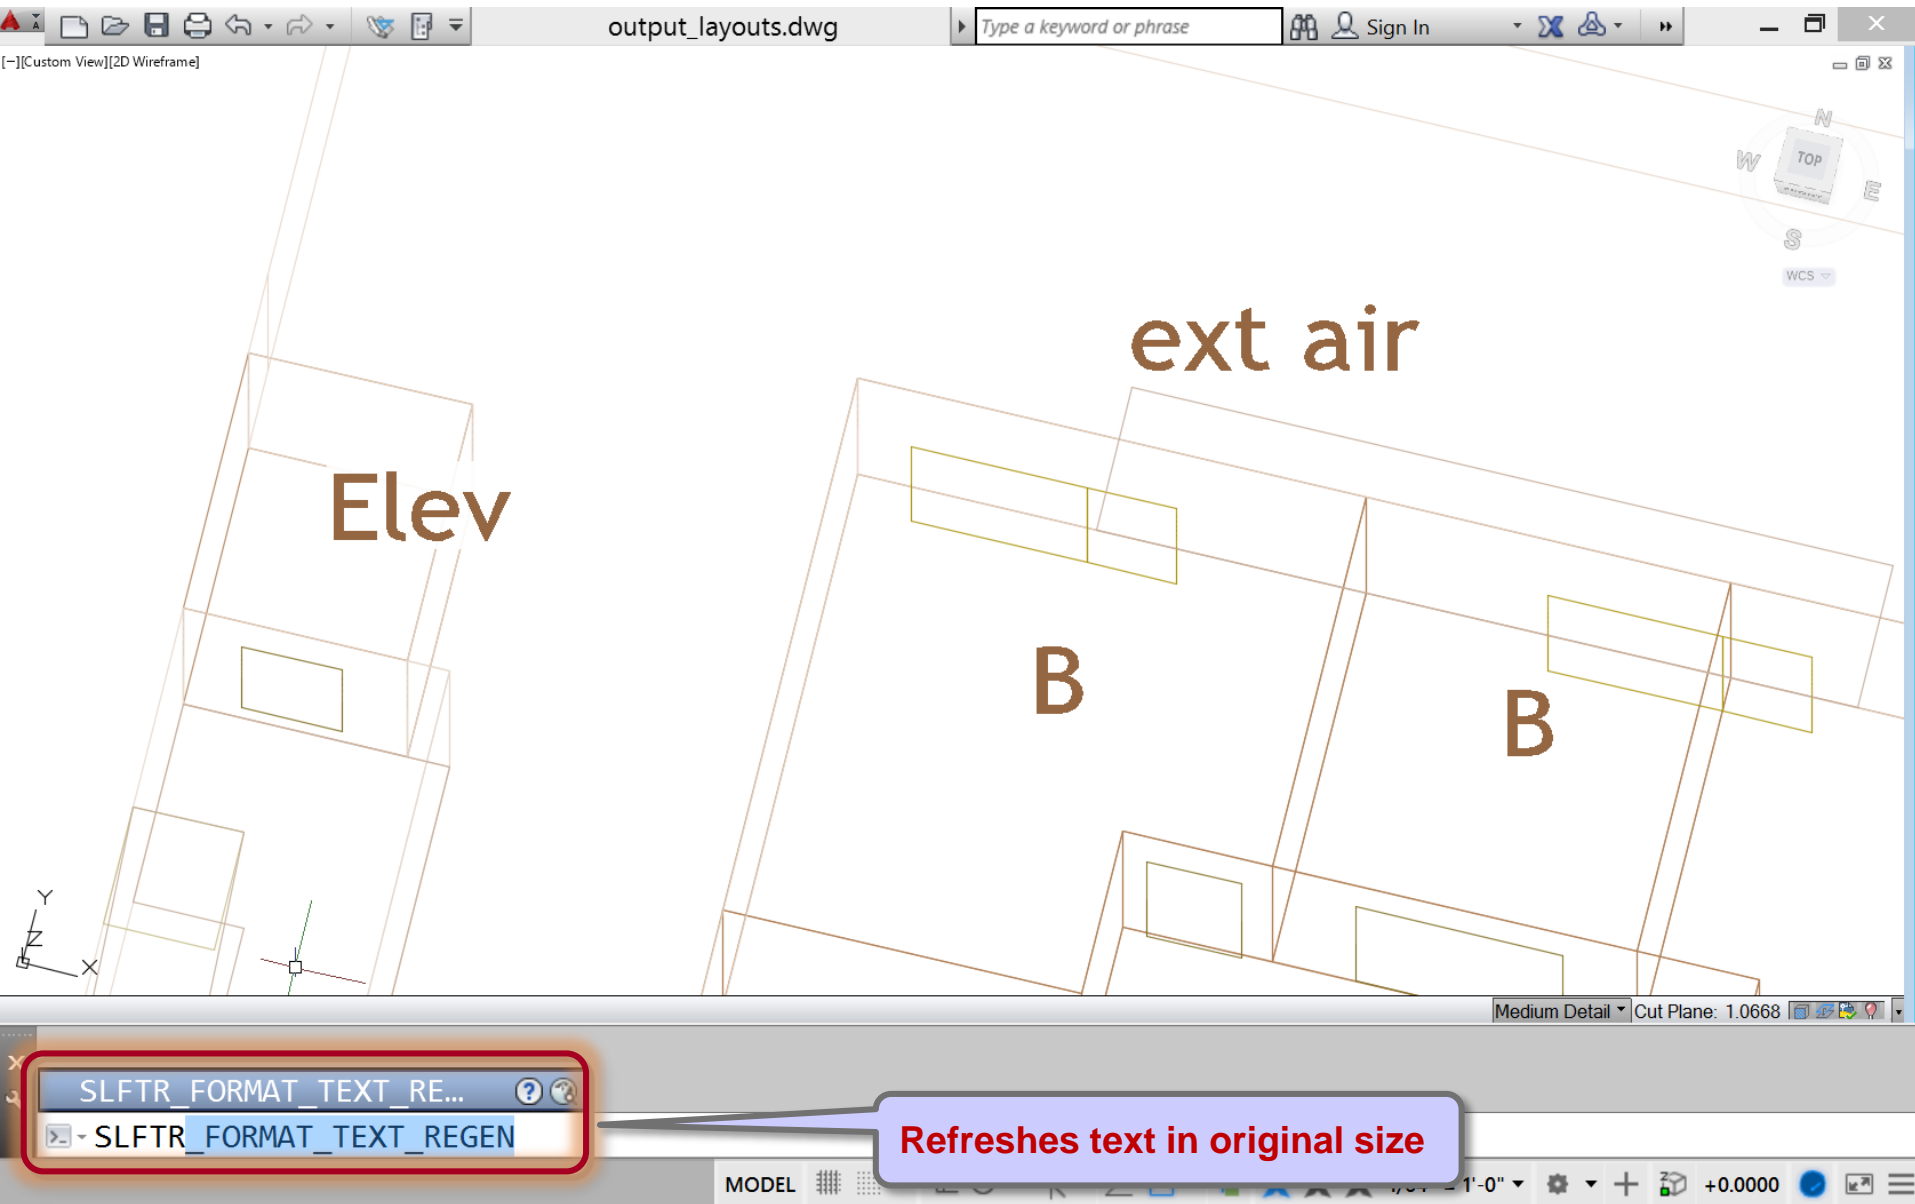 output_layouts.dwg
Type a keyword or phrase
Sign In
[−][Custom View][2D Wireframe]
N
W
TOP
E
S
WCS
ext air
Elev
B
B
Y
Z
X
Medium Detail
Cut Plane: 1.0668
SLFTR_FORMAT_TEXT_RE...
SLFTR_FORMAT_TEXT_REGEN
Refreshes text in original size
MODEL
1'-0"
+0.0000